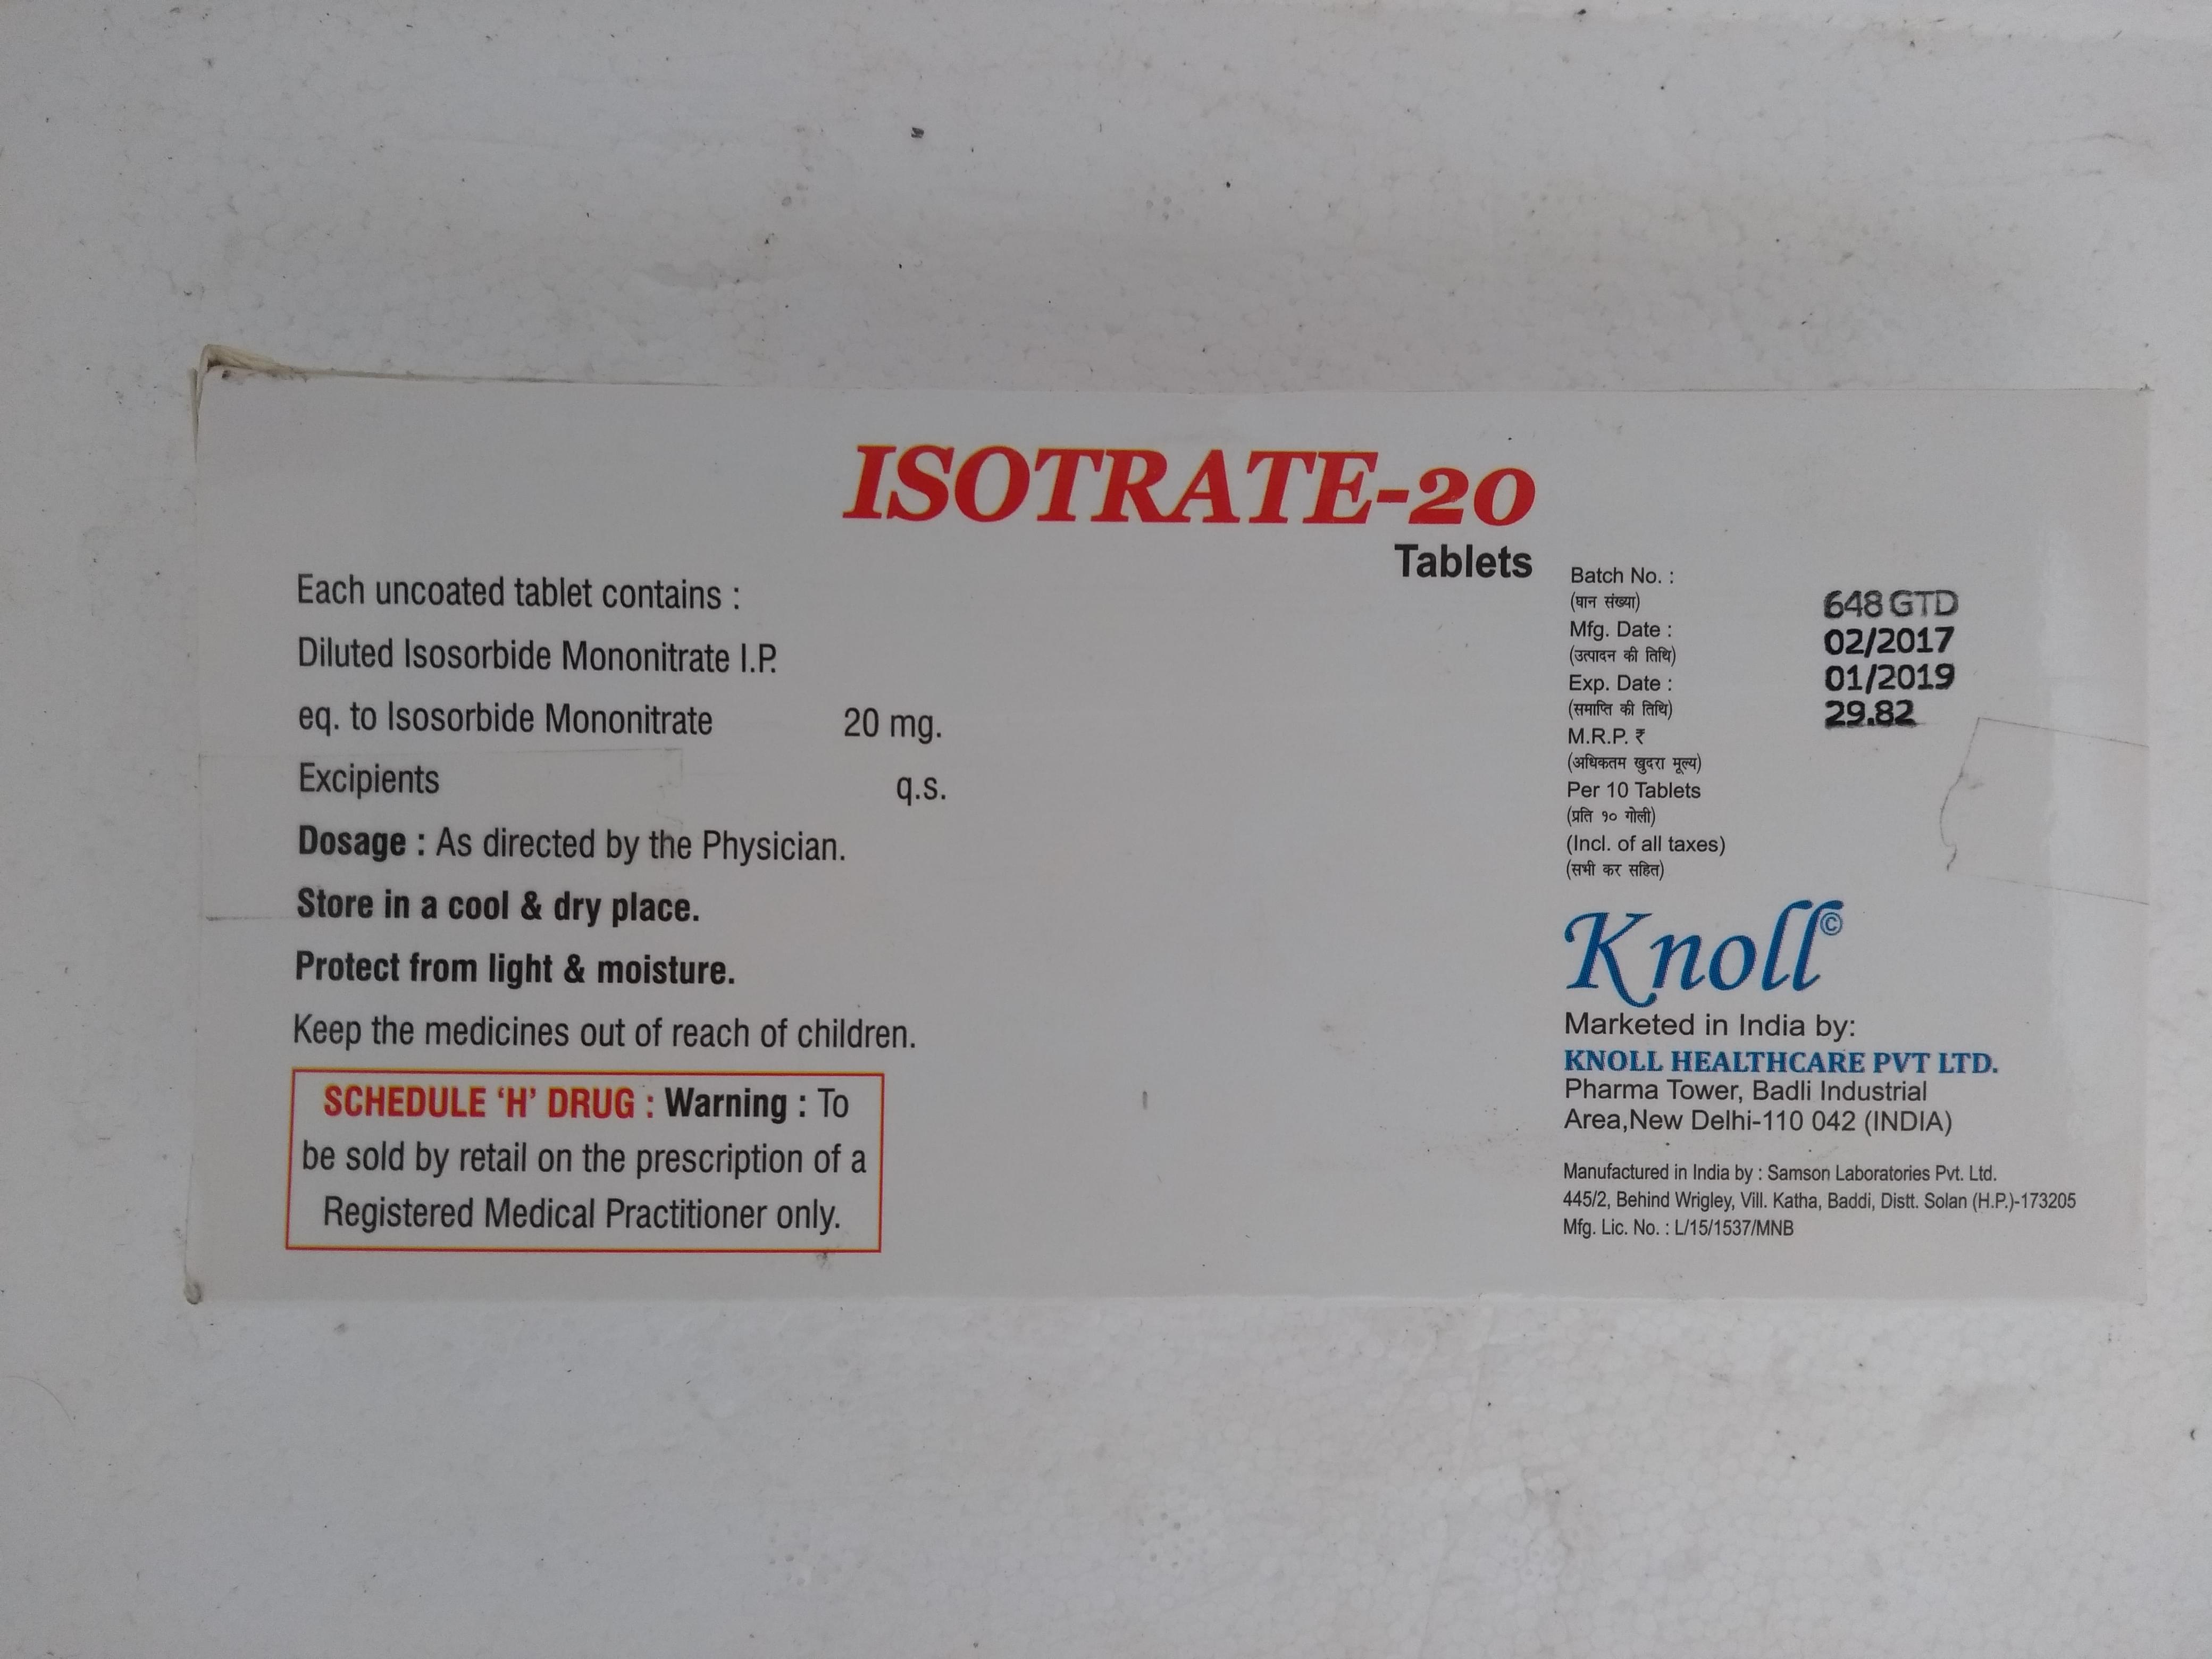 ISOTRATE-20
Tablets
Each uncoated tablet contains :
Diluted Isosorbide Mononitrate I.P.
eq. to Isosorbide Mononitrate 20 mg.
Excipients q.s.
Dosage : As directed by the Physician.
Store in a cool & dry place.
Protect from light & moisture.
Keep the medicines out of reach of children.
SCHEDULE ‘H’ DRUG : Warning : To
be sold by retail on the prescription of a
Registered Medical Practitioner only.
Batch No. :
(घान संख्या)
Mfg. Date :
(उत्पादन की तिथि)
Exp. Date :
(समाप्ति की तिथि)
M.R.P. ₹
(अधिकतम खुदरा मूल्य)
Per 10 Tablets
(प्रति १० गोली)
(Incl. of all taxes)
(सभी कर सहित)
648 GTD
02/2017
01/2019
29.82
Knoll©
Marketed in India by:
KNOLL HEALTHCARE PVT LTD.
Pharma Tower, Badli Industrial
Area,New Delhi-110 042 (INDIA)
Manufactured in India by : Samson Laboratories Pvt. Ltd.
445/2, Behind Wrigley, Vill. Katha, Baddi, Distt. Solan (H.P.)-173205
Mfg. Lic. No. : L/15/1537/MNB